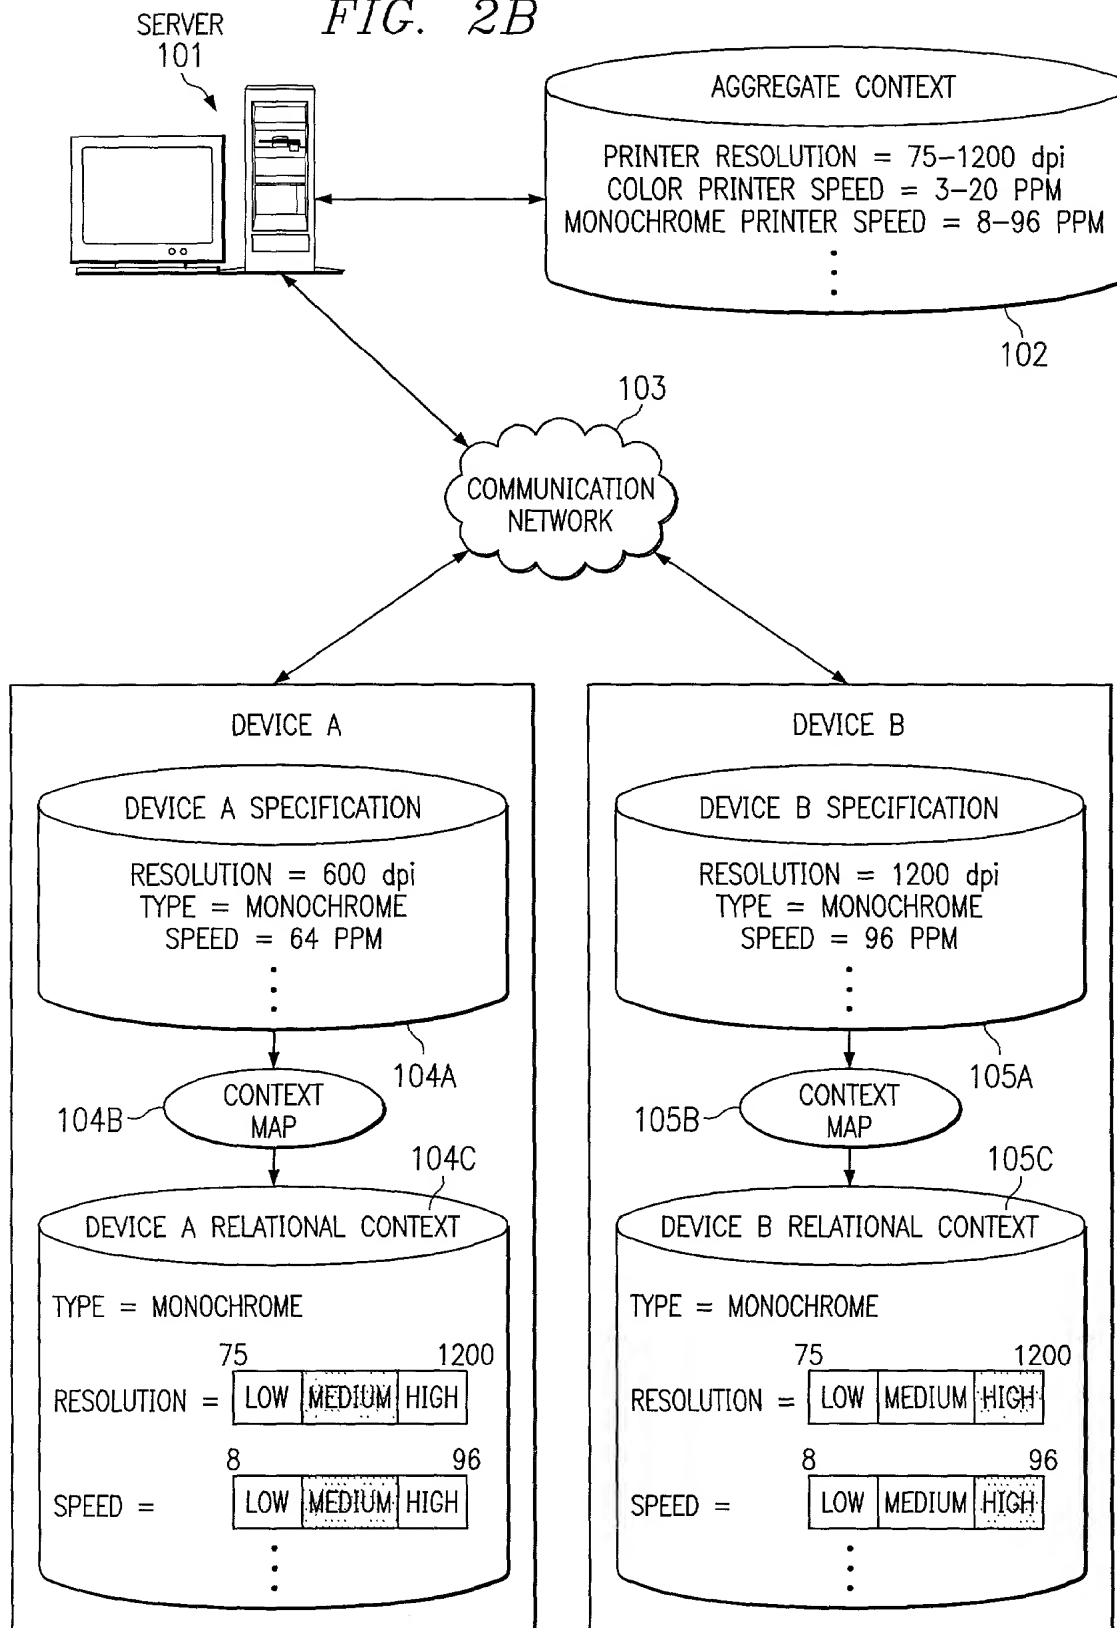 FIG. 2B
SERVER
101
AGGREGATE CONTEXT
PRINTER RESOLUTION = 75-1200 dpi
COLOR PRINTER SPEED = 3-20 PPM
MONOCHROME PRINTER SPEED = 8-96 PPM
102
103
COMMUNICATION
NETWORK
DEVICE A
DEVICE A SPECIFICATION
RESOLUTION = 600 dpi
TYPE = MONOCHROME
SPEED = 64 PPM
104A
104B
CONTEXT
MAP
104C
DEVICE A RELATIONAL CONTEXT
TYPE = MONOCHROME
75 1200
RESOLUTION = LOW MEDIUM HIGH
8 96
SPEED = LOW MEDIUM HIGH
DEVICE B
DEVICE B SPECIFICATION
RESOLUTION = 1200 dpi
TYPE = MONOCHROME
SPEED = 96 PPM
105A
105B
CONTEXT
MAP
105C
DEVICE B RELATIONAL CONTEXT
TYPE = MONOCHROME
75 1200
RESOLUTION = LOW MEDIUM HIGH
8 96
SPEED = LOW MEDIUM HIGH